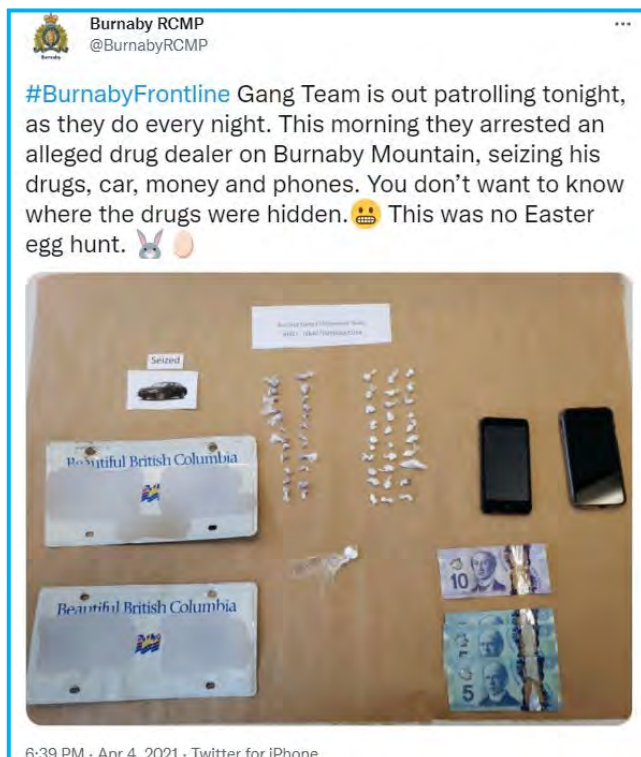 Burnaby RCMP
@BurnabyRCMP
Burnaby
#BurnabyFrontline Gang Team is out patrolling tonight,
as they do every night. This morning they arrested an
alleged drug dealer on Burnaby Mountain, seizing his
drugs, car, money and phones. You don’t want to know
where the drugs were hidden.😬 This was no Easter
egg hunt. 🐰🥚
Seized
Beautiful British Columbia
Beautiful British Columbia
10
5
6:39 PM · Apr 4, 2021 · Twitter for iPhone